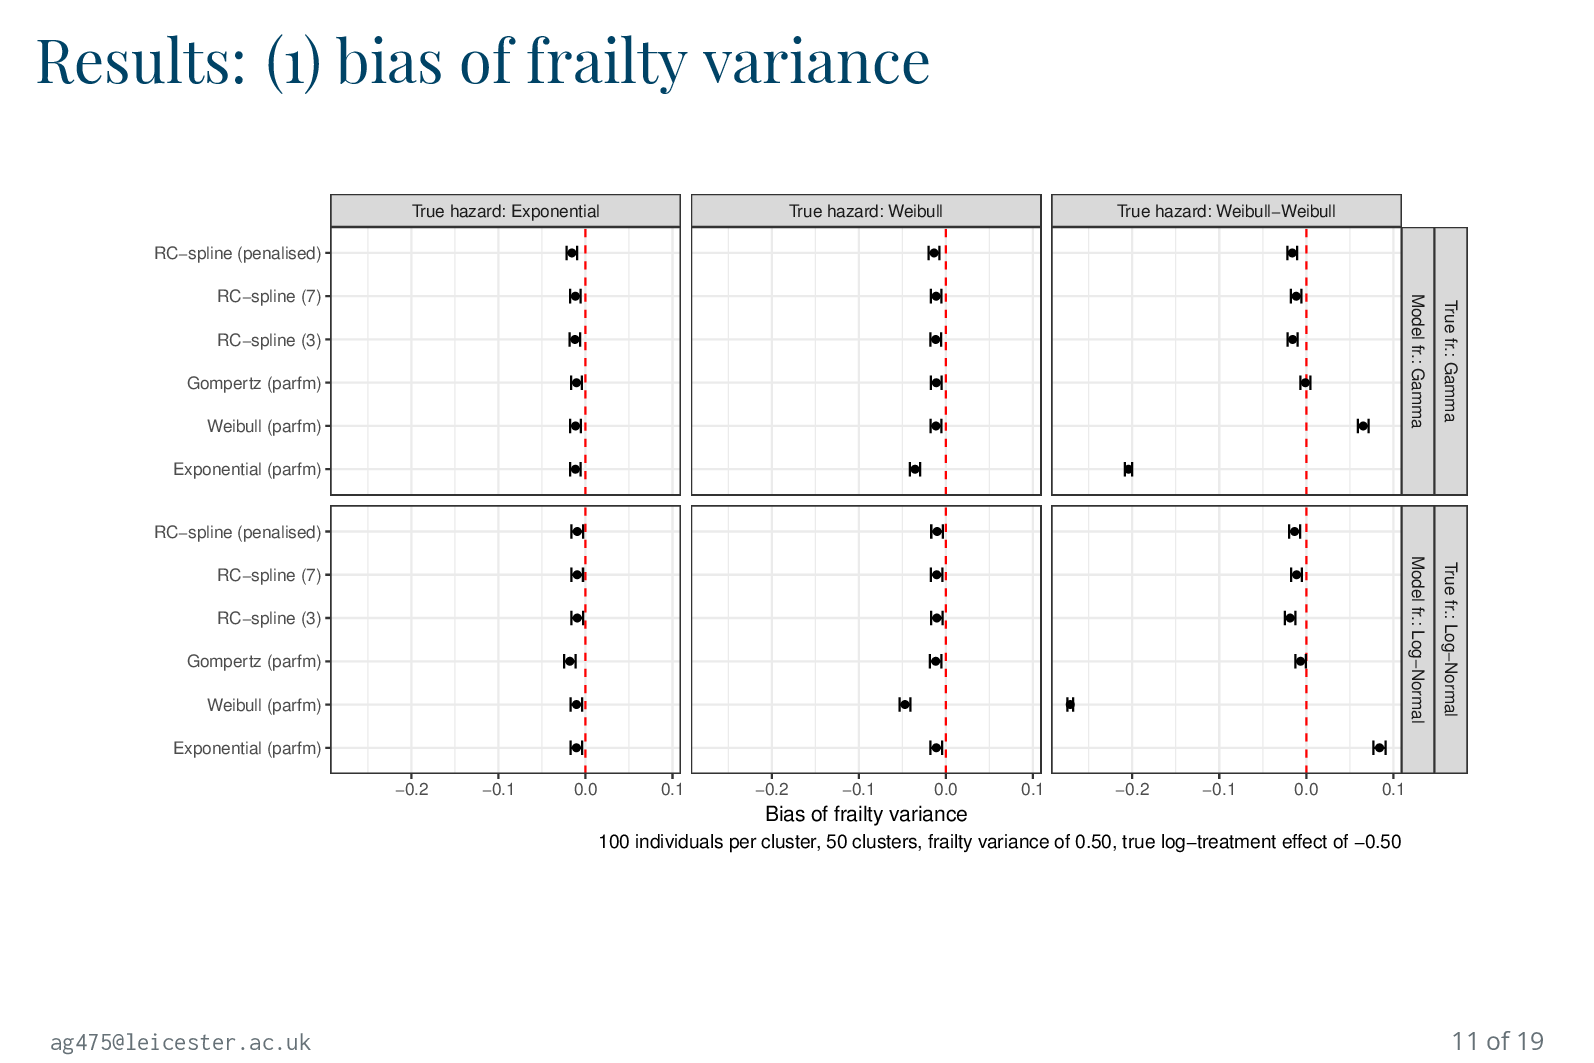 Results: (1) bias of frailty variance
True hazard: Exponential
True hazard: Weibull
True hazard: Weibull−Weibull
RC−spline (penalised)
RC−spline (7)
RC−spline (3)
Gompertz (parfm)
Weibull (parfm)
Exponential (parfm)
Model fr.: Gamma
True fr.: Gamma
RC−spline (penalised)
RC−spline (7)
RC−spline (3)
Gompertz (parfm)
Weibull (parfm)
Exponential (parfm)
Model fr.: Log−Normal
True fr.: Log−Normal
−0.2 −0.1 0.0 0.1
−0.2 −0.1 0.0 0.1
−0.2 −0.1 0.0 0.1
Bias of frailty variance
100 individuals per cluster, 50 clusters, frailty variance of 0.50, true log−treatment effect of −0.50
ag475@leicester.ac.uk
11 of 19